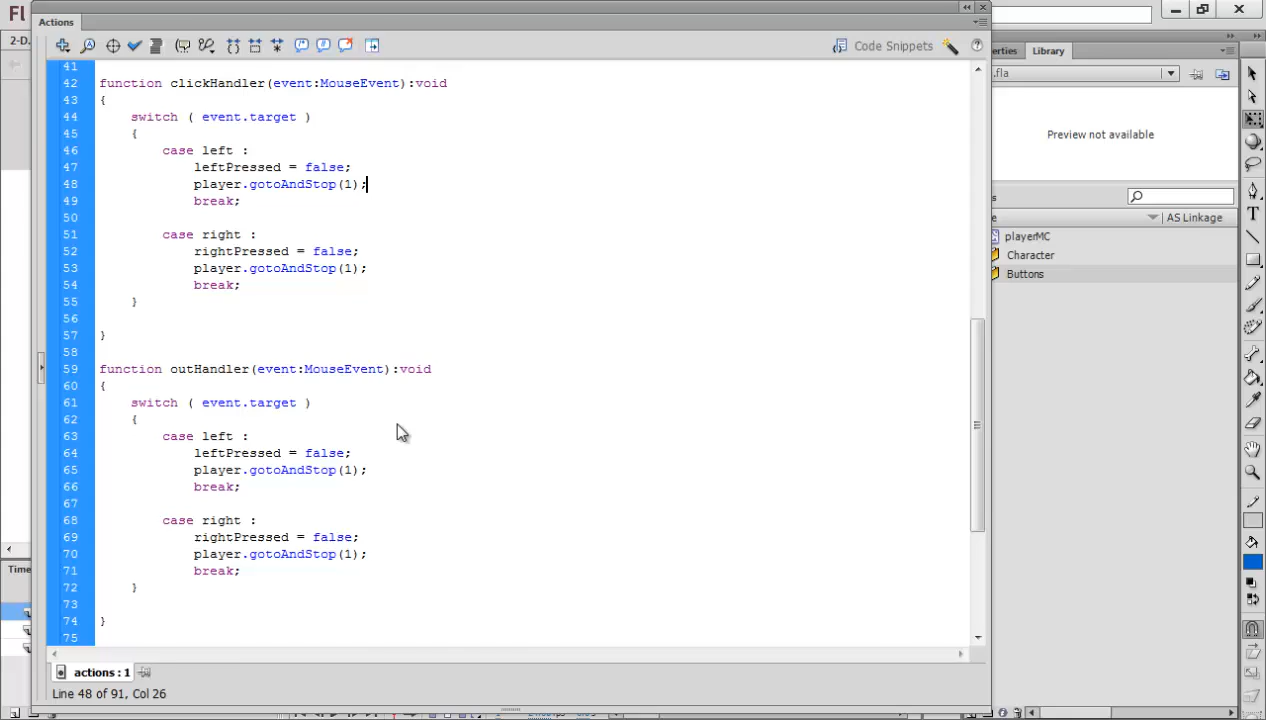 Fl
Actions
2-D.
Code Snippets
41
42 function clickHandler(event:MouseEvent):void
43 {
44 switch ( event.target )
45 {
46 case left :
47 leftPressed = false;
48 player.gotoAndStop(1);
49 break;
50
51 case right :
52 rightPressed = false;
53 player.gotoAndStop(1);
54 break;
55 }
56
57 }
58
59 function outHandler(event:MouseEvent):void
60 {
61 switch ( event.target )
62 {
63 case left :
64 leftPressed = false;
65 player.gotoAndStop(1);
66 break;
67
68 case right :
69 rightPressed = false;
70 player.gotoAndStop(1);
71 break;
72 }
73
74 }
75
actions : 1
Line 48 of 91, Col 26
Time
erties
Library
.fla
Preview not available
s
e
AS Linkage
playerMC
Character
Buttons